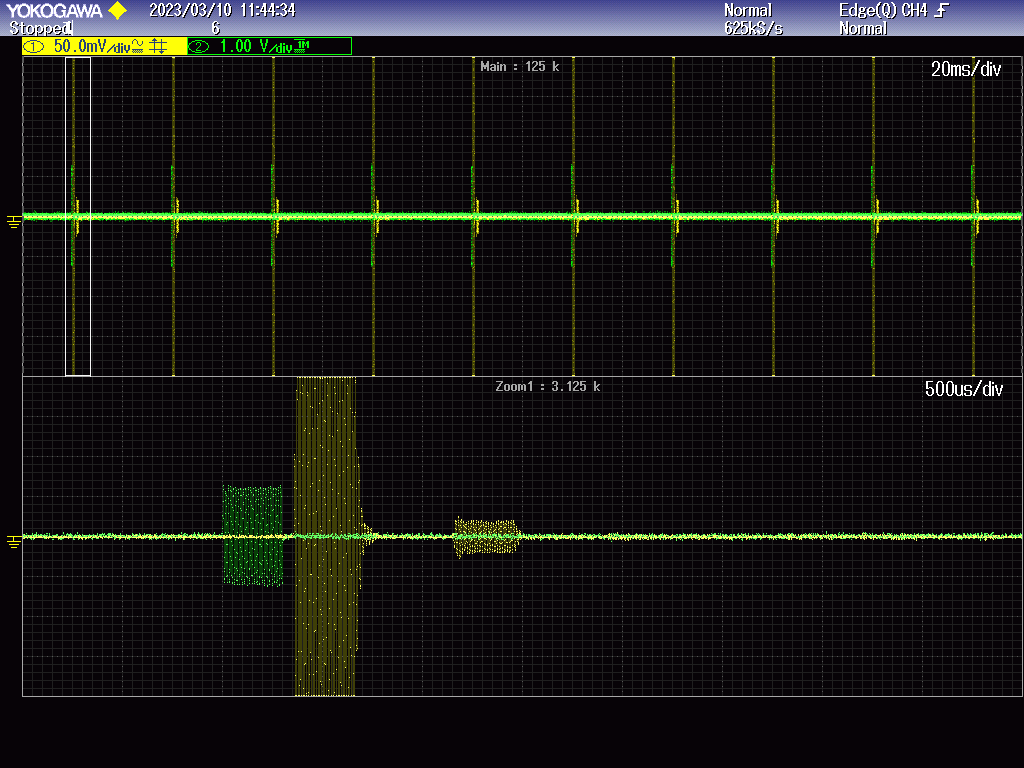 YOKOGAWA 2023/03/10 11:44:34 Normal Edge(Q) CH4
Stopped 6 625kS/s Normal
1 50.0mV/div 2 1.00 V/div 1M
Main : 125 k 20ms/div
Zoom1 : 3.125 k 500us/div